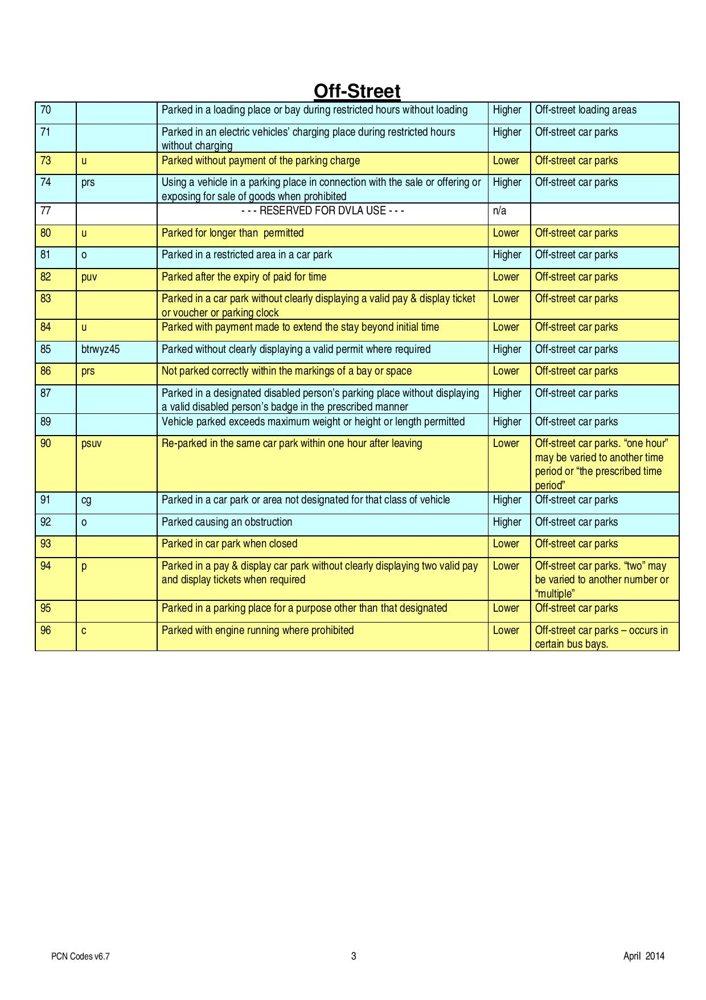 Off-Street
70 Parked in a loading place or bay during restricted hours without loading Higher Off-street loading areas
71 Parked in an electric vehicles’ charging place during restricted hours Higher Off-street car parks
without charging
73 u Parked without payment of the parking charge Lower Off-street car parks
74 prs Using a vehicle in a parking place in connection with the sale or offering or Higher Off-street car parks
exposing for sale of goods when prohibited
77 - - - RESERVED FOR DVLA USE - - - n/a
80 u Parked for longer than permitted Lower Off-street car parks
81 o Parked in a restricted area in a car park Higher Off-street car parks
82 puv Parked after the expiry of paid for time Lower Off-street car parks
83 Parked in a car park without clearly displaying a valid pay & display ticket Lower Off-street car parks
or voucher or parking clock
84 u Parked with payment made to extend the stay beyond initial time Lower Off-street car parks
85 btrwyz45 Parked without clearly displaying a valid permit where required Higher Off-street car parks
86 prs Not parked correctly within the markings of a bay or space Lower Off-street car parks
87 Parked in a designated disabled person’s parking place without displaying Higher Off-street car parks
a valid disabled person’s badge in the prescribed manner
89 Vehicle parked exceeds maximum weight or height or length permitted Higher Off-street car parks
90 psuv Re-parked in the same car park within one hour after leaving Lower Off-street car parks. “one hour”
may be varied to another time
period or “the prescribed time
period”
91 cg Parked in a car park or area not designated for that class of vehicle Higher Off-street car parks
92 o Parked causing an obstruction Higher Off-street car parks
93 Parked in car park when closed Lower Off-street car parks
94 p Parked in a pay & display car park without clearly displaying two valid pay Lower Off-street car parks. “two” may
and display tickets when required be varied to another number or
“multiple”
95 Parked in a parking place for a purpose other than that designated Lower Off-street car parks
96 c Parked with engine running where prohibited Lower Off-street car parks – occurs in
certain bus bays.
PCN Codes v6.7 3 April 2014